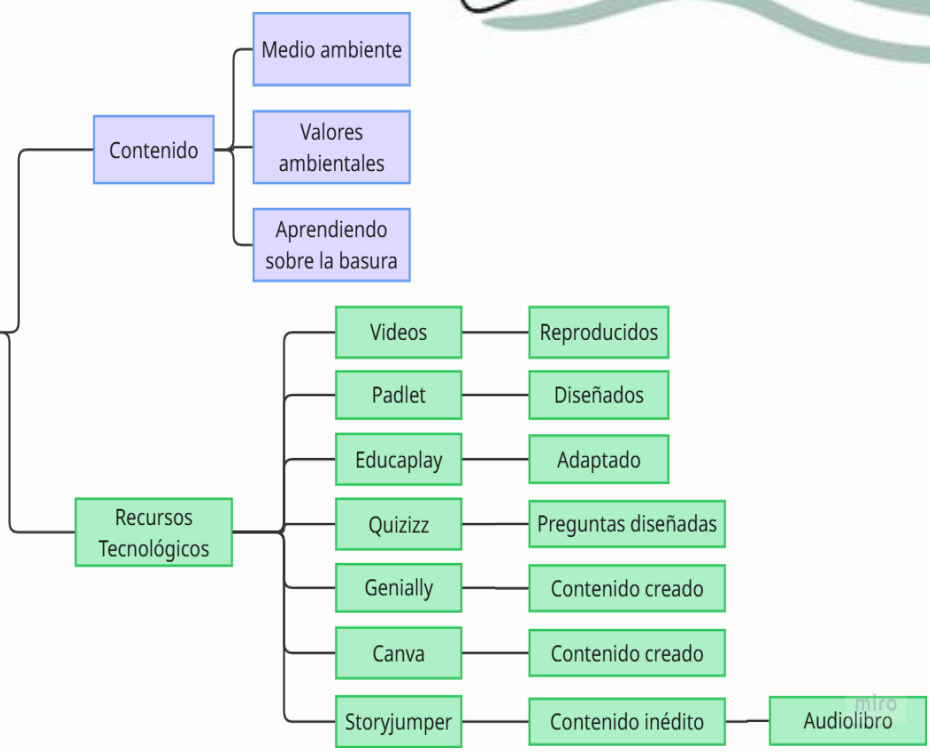 Medio ambiente
Contenido
Valores
ambientales
Aprendiendo
sobre la basura
Recursos
Tecnológicos
Videos
Reproducidos
Padlet
Diseñados
Educaplay
Adaptado
Quizizz
Preguntas diseñadas
Genially
Contenido creado
Canva
Contenido creado
Storyjumper
Contenido inédito
Audiolibro
miro